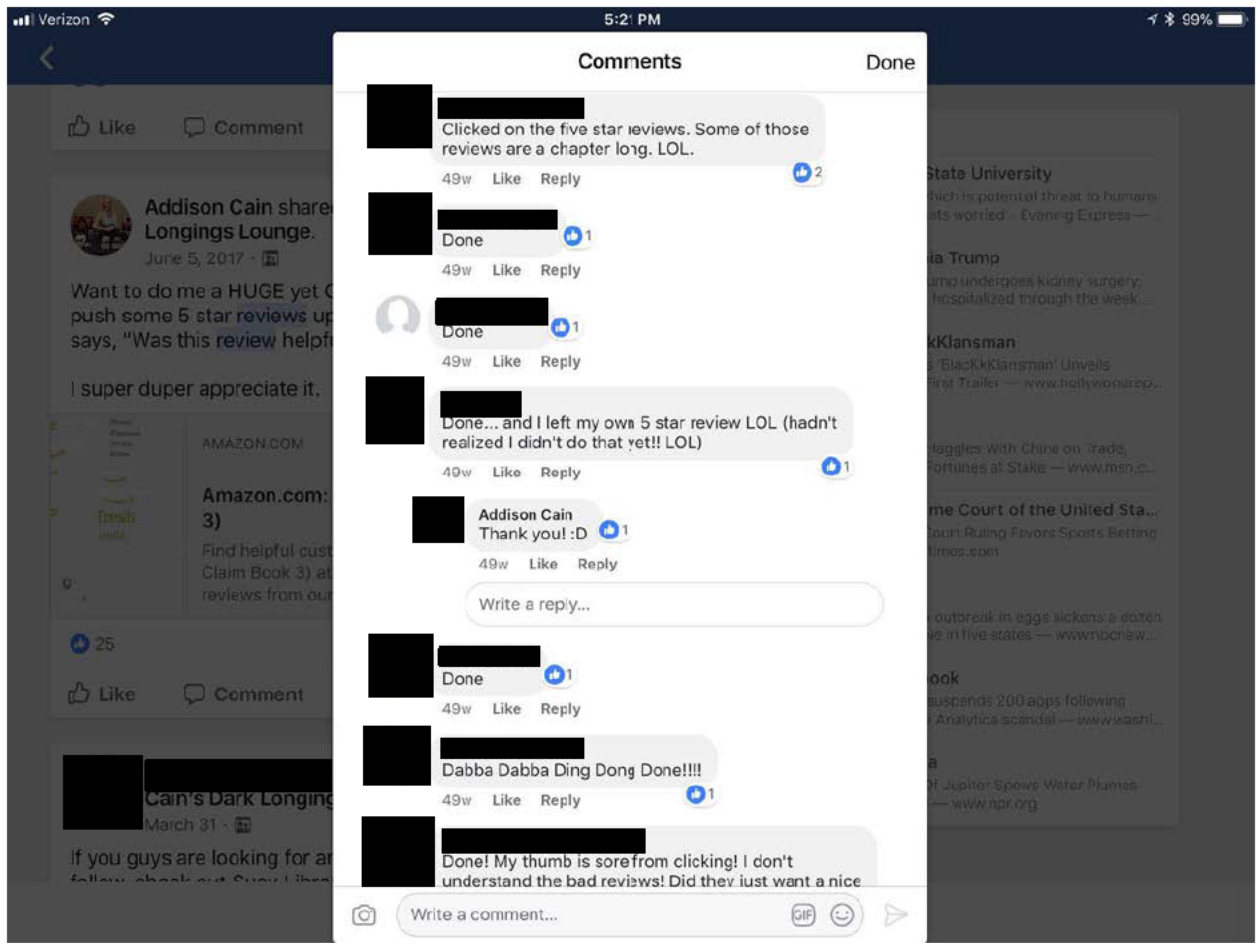 Verizon
5:21 PM
99%
Comments
Done
Like Comment
Addison Cain share
Longings Lounge.
June 5, 2017 ·
Want to do me a HUGE yet
push some 5 star reviews up
says, "Was this review helpf
I super duper appreciate it.
AMAZON.COM
Amazon.com:
3)
Find helpful cust
Claim Book 3) at
reviews from our
25
Like Comment
Cain's Dark Longing
March 31 ·
If you guys are looking for an
Clicked on the five star reviews. Some of those
reviews are a chapter long. LOL.
2
49w Like Reply
Done
1
49w Like Reply
Done
1
49w Like Reply
Done... and I left my own 5 star review LOL (hadn't
realized I didn't do that yet!! LOL)
1
49w Like Reply
Addison Cain
Thank you! :D
1
49w Like Reply
Write a reply...
Done
1
49w Like Reply
Dabba Dabba Ding Dong Done!!!!
1
49w Like Reply
Done! My thumb is sore from clicking! I don't
understand the bad reviews! Did they just want a nice
Write a comment...
GIF
State University
hich is potential threat to humans
ets worried - Evening Express —
ia Trump
ump undergoes kidney surgery,
hospitalized through the week...
kKlansman
s 'BlacKkKlansman' Unveils
First Trailer — www.hollywoodrep...
Haggles With China on Trade,
Fortunes at Stake — www.msn.c...
me Court of the United Sta...
Court Ruling Favors Sports Betting
times.com
outbreak in eggs sickens a dozen
le in five states — www.nbcnew...
ook
suspends 200 apps following
Analytica scandal — www.washi...
a
Of Jupiter Spews Water Plumes
— www.npr.org